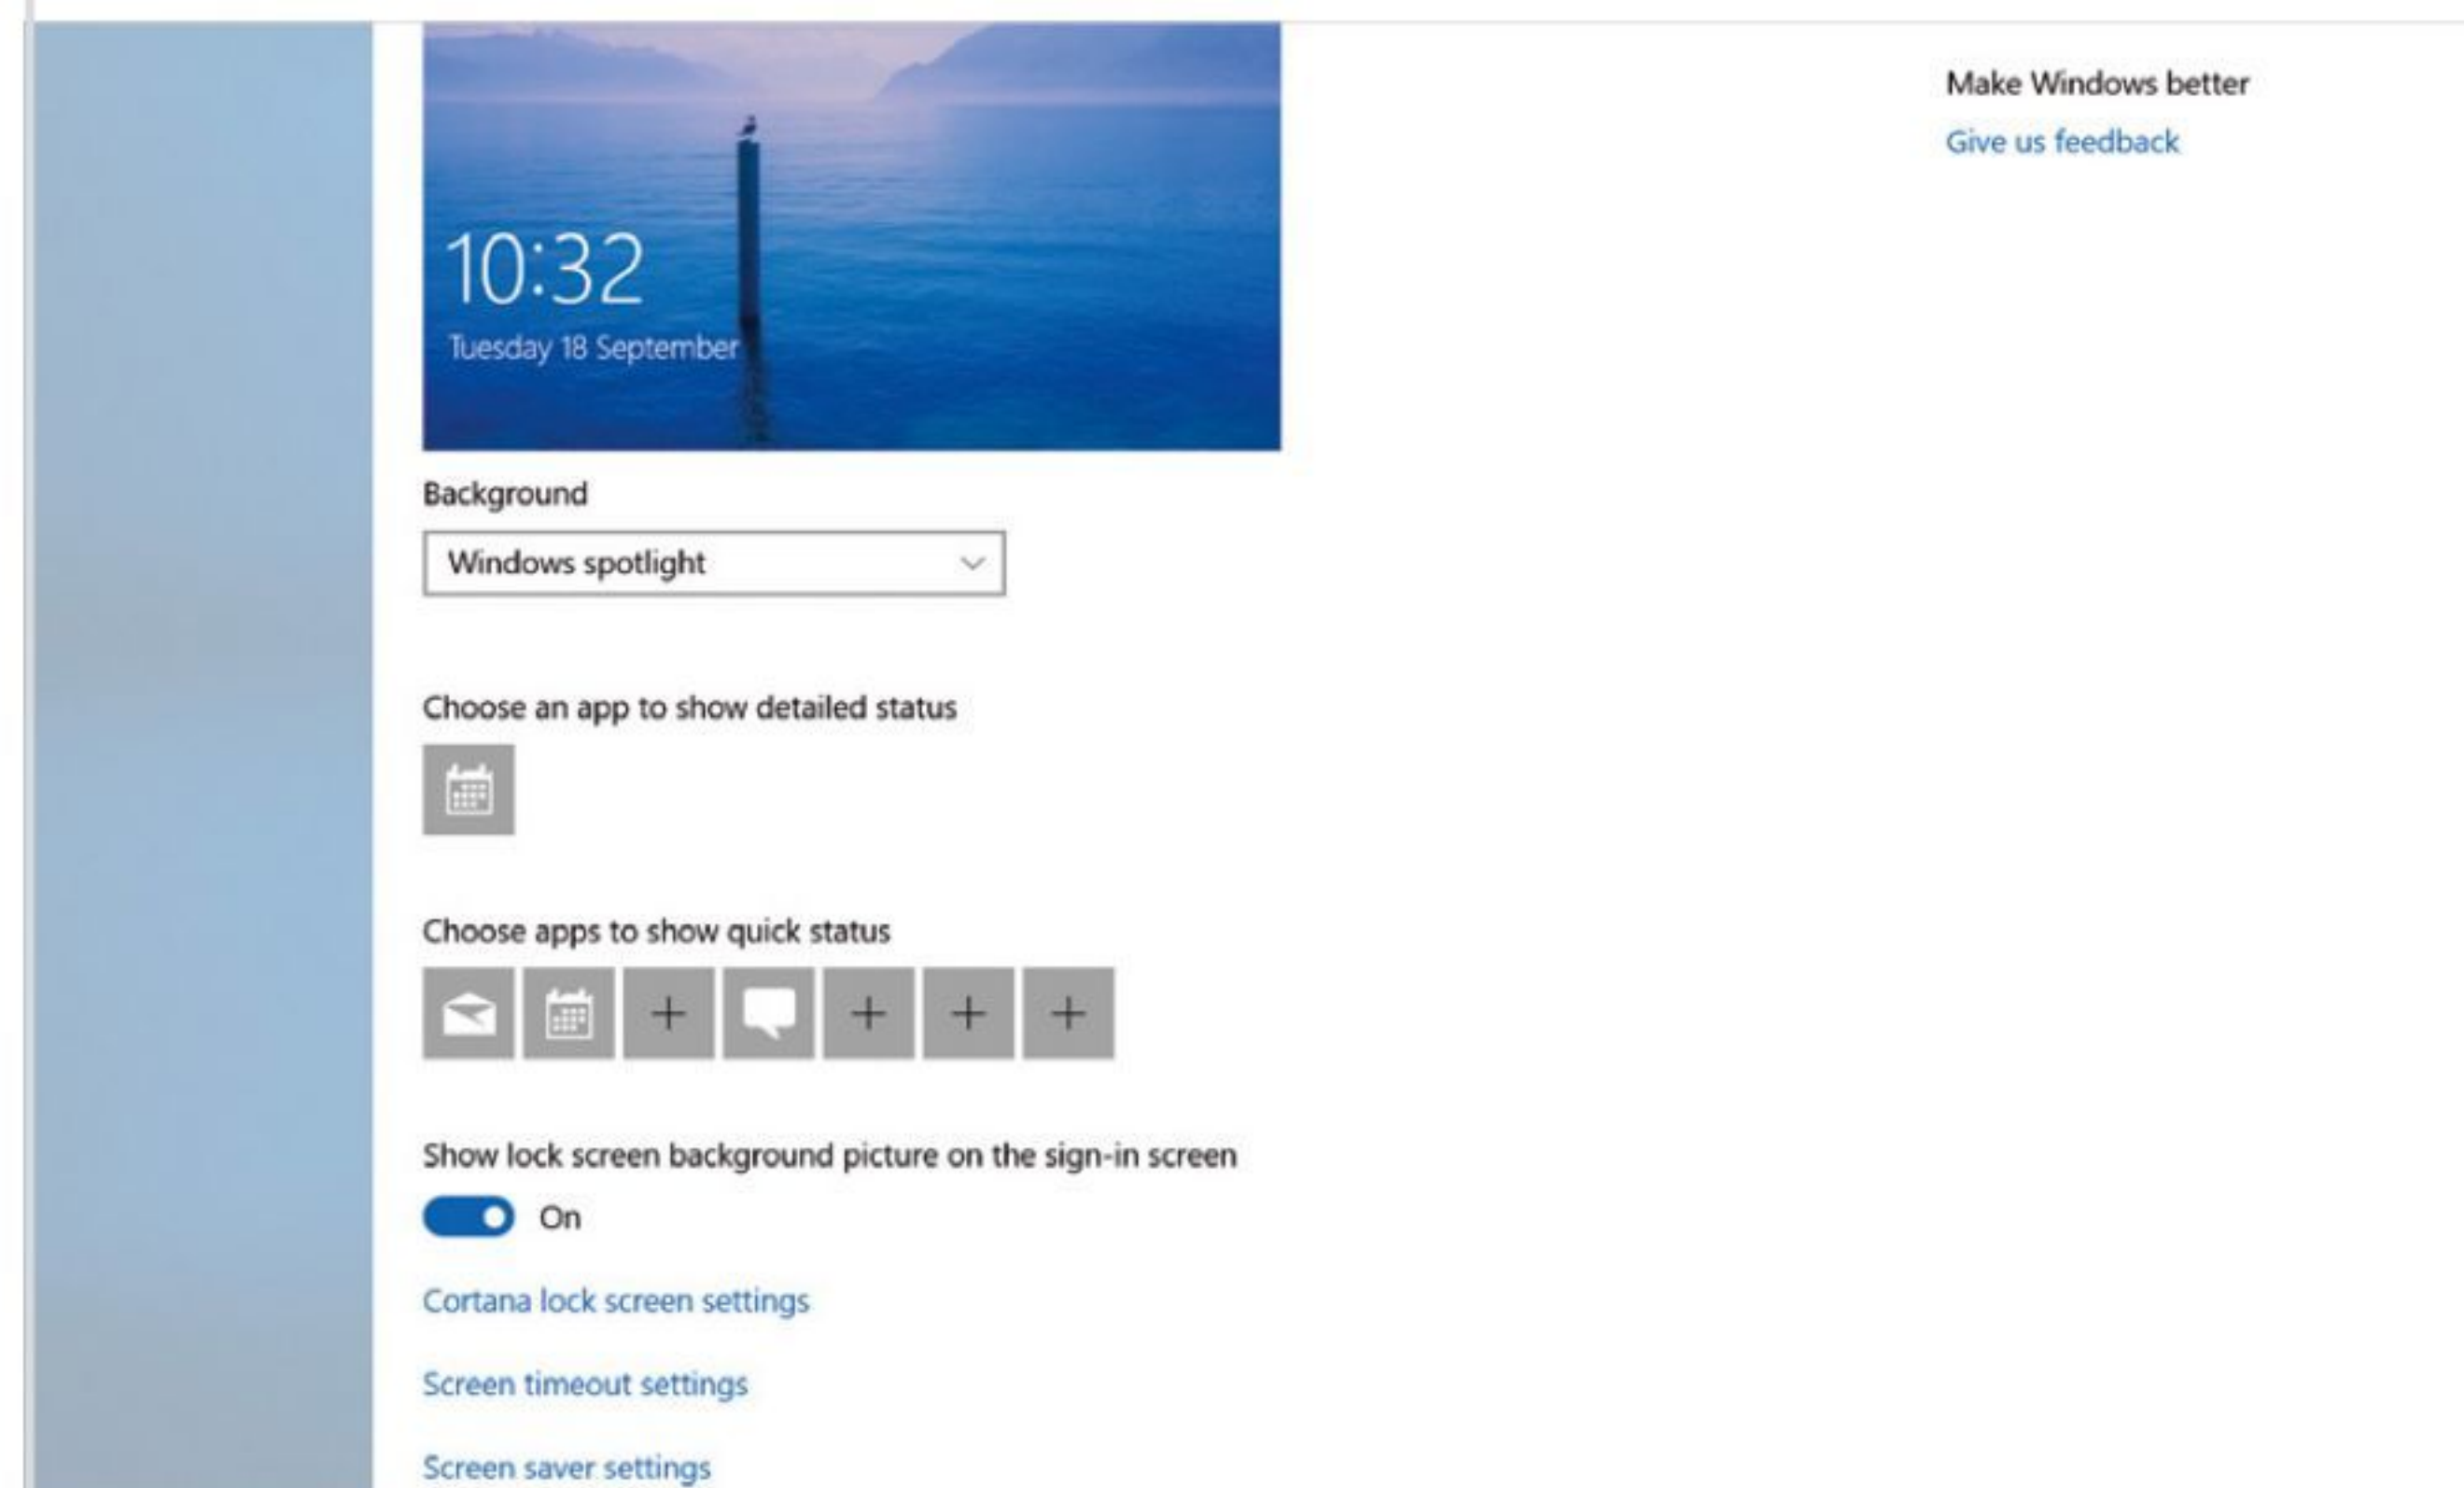 Make Windows better
Give us feedback
10:32
Tuesday 18 September
Background
Windows spotlight
Choose an app to show detailed status
Choose apps to show quick status
Show lock screen background picture on the sign-in screen
On
Cortana lock screen settings
Screen timeout settings
Screen saver settings